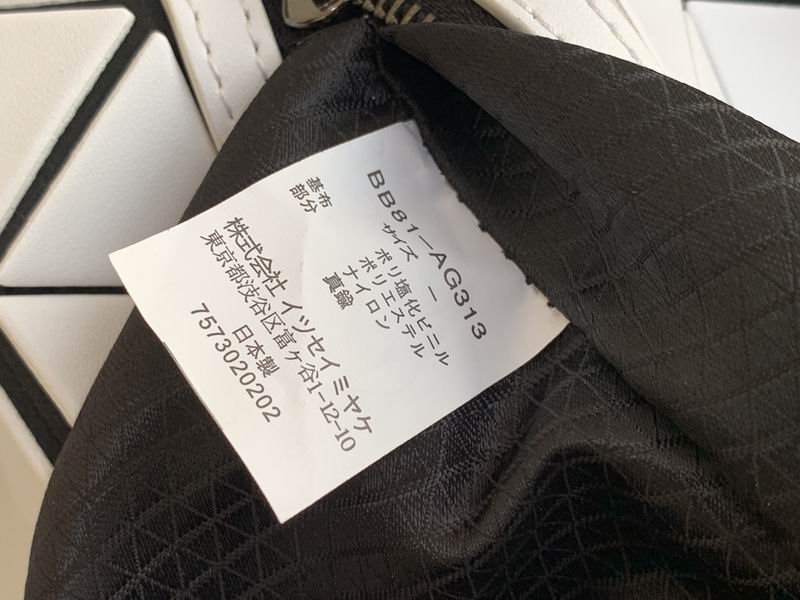 BB81-AG313
サイズ —
ポリ塩化ビニル
ポリエステル
基布 ナイロン
部分 真鍮
株式会社 イッセイミヤケ
東京都渋谷区富ヶ谷1-12-10
日本製
7573020202